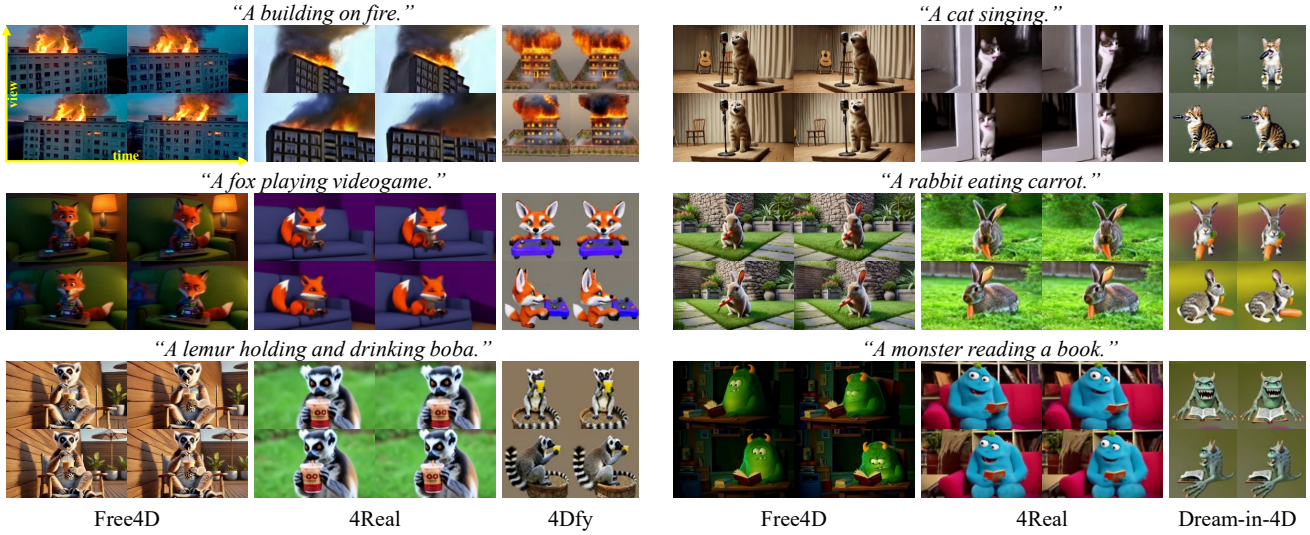 “A building on fire.”
“A cat singing.”
view
time
“A fox playing videogame.”
“A rabbit eating carrot.”
“A lemur holding and drinking boba.”
“A monster reading a book.”
Free4D
4Real
4Dfy
Free4D
4Real
Dream-in-4D